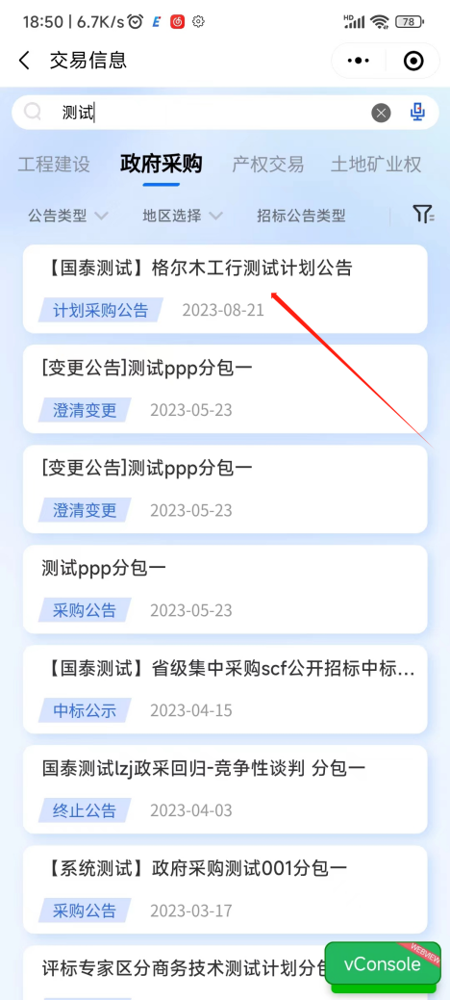 18:50 | 6.7K/s
HD 78
交易信息
测试
工程建设 政府采购 产权交易 土地矿业权
公告类型 地区选择 招标公告类型
【国泰测试】格尔木工行测试计划公告
计划采购公告 2023-08-21
[变更公告]测试ppp分包一
澄清变更 2023-05-23
[变更公告]测试ppp分包一
澄清变更 2023-05-23
测试ppp分包一
采购公告 2023-05-23
【国泰测试】省级集中采购scf公开招标中标...
中标公示 2023-04-15
国泰测试lzj政采回归-竞争性谈判 分包一
终止公告 2023-04-03
【系统测试】政府采购测试001分包一
采购公告 2023-03-17
评标专家区分商务技术测试计划分包
WEBVIEW
vConsole